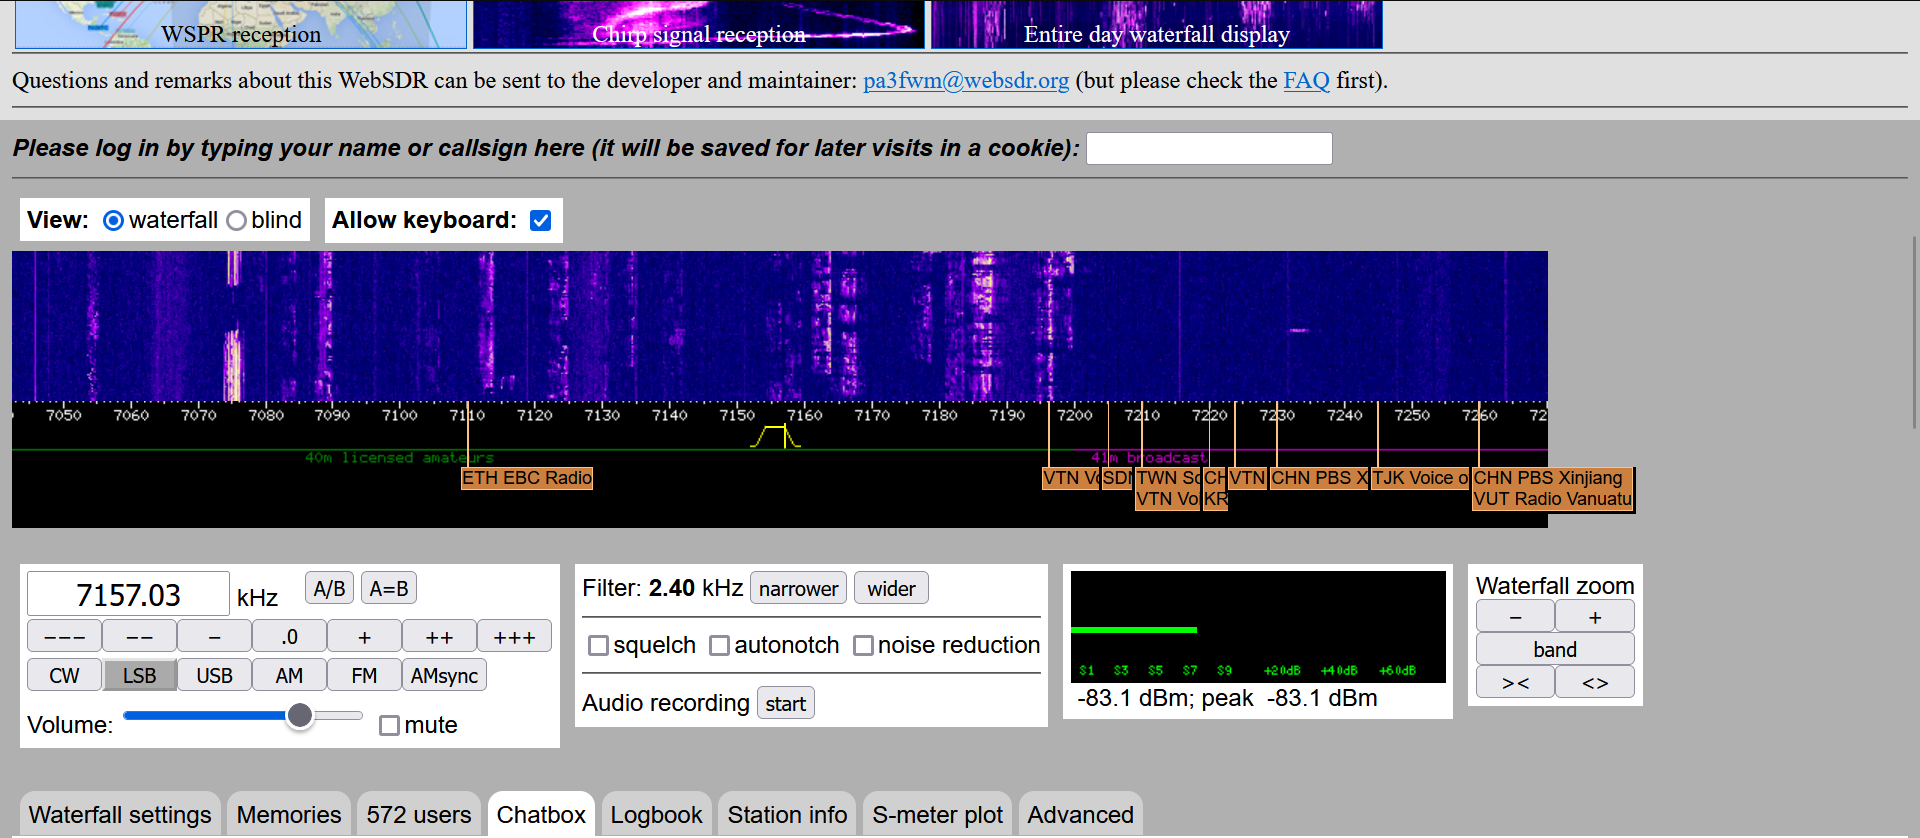 WSPR reception
Chirp signal reception
Entire day waterfall display
Questions and remarks about this WebSDR can be sent to the developer and maintainer: pa3fwm@websdr.org (but please check the FAQ first).
Please log in by typing your name or callsign here (it will be saved for later visits in a cookie):
View: waterfall blind Allow keyboard:
7050 7060 7070 7080 7090 7100 7110 7120 7130 7140 7150 7160 7170 7180 7190 7200 7210 7220 7230 7240 7250 7260 72
40m licensed amateurs 41m broadcast
ETH EBC Radio VTN Vo SDN TWN So CH VTN CHN PBS X TJK Voice o CHN PBS Xinjiang
VTN Voi KR VUT Radio Vanuatu
7157.03 kHz A/B A=B
--- -- - .0 + ++ +++
CW LSB USB AM FM AMsync
Volume: mute
Filter: 2.40 kHz narrower wider
squelch autonotch noise reduction
Audio recording start
S1 S3 S5 S7 S9 +20dB +40dB +60dB
-83.1 dBm; peak -83.1 dBm
Waterfall zoom
- +
band
>< <>
Waterfall settings Memories 572 users Chatbox Logbook Station info S-meter plot Advanced